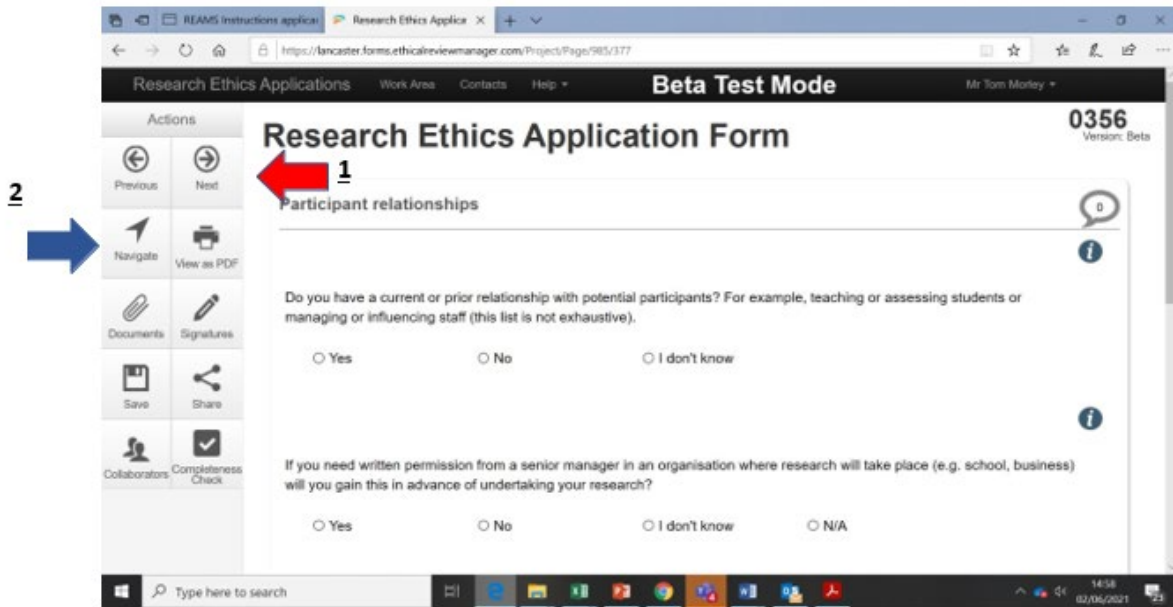 REAMS Instructions applicat
Research Ethics Applica
https://lancaster.forms.ethicalreviewmanager.com/Project/Page/985/377
Research Ethics Applications Work Area Contacts Help Beta Test Mode Mr Tom Morley
Actions
Previous Next
Navigate View as PDF
Documents Signatures
Save Share
Collaborators Completeness Check
Research Ethics Application Form
0356
Version: Beta
1
2
Participant relationships
0
Do you have a current or prior relationship with potential participants? For example, teaching or assessing students or
managing or influencing staff (this list is not exhaustive).
Yes No I don't know
If you need written permission from a senior manager in an organisation where research will take place (e.g. school, business)
will you gain this in advance of undertaking your research?
Yes No I don't know N/A
Type here to search
14:58
02/06/2021